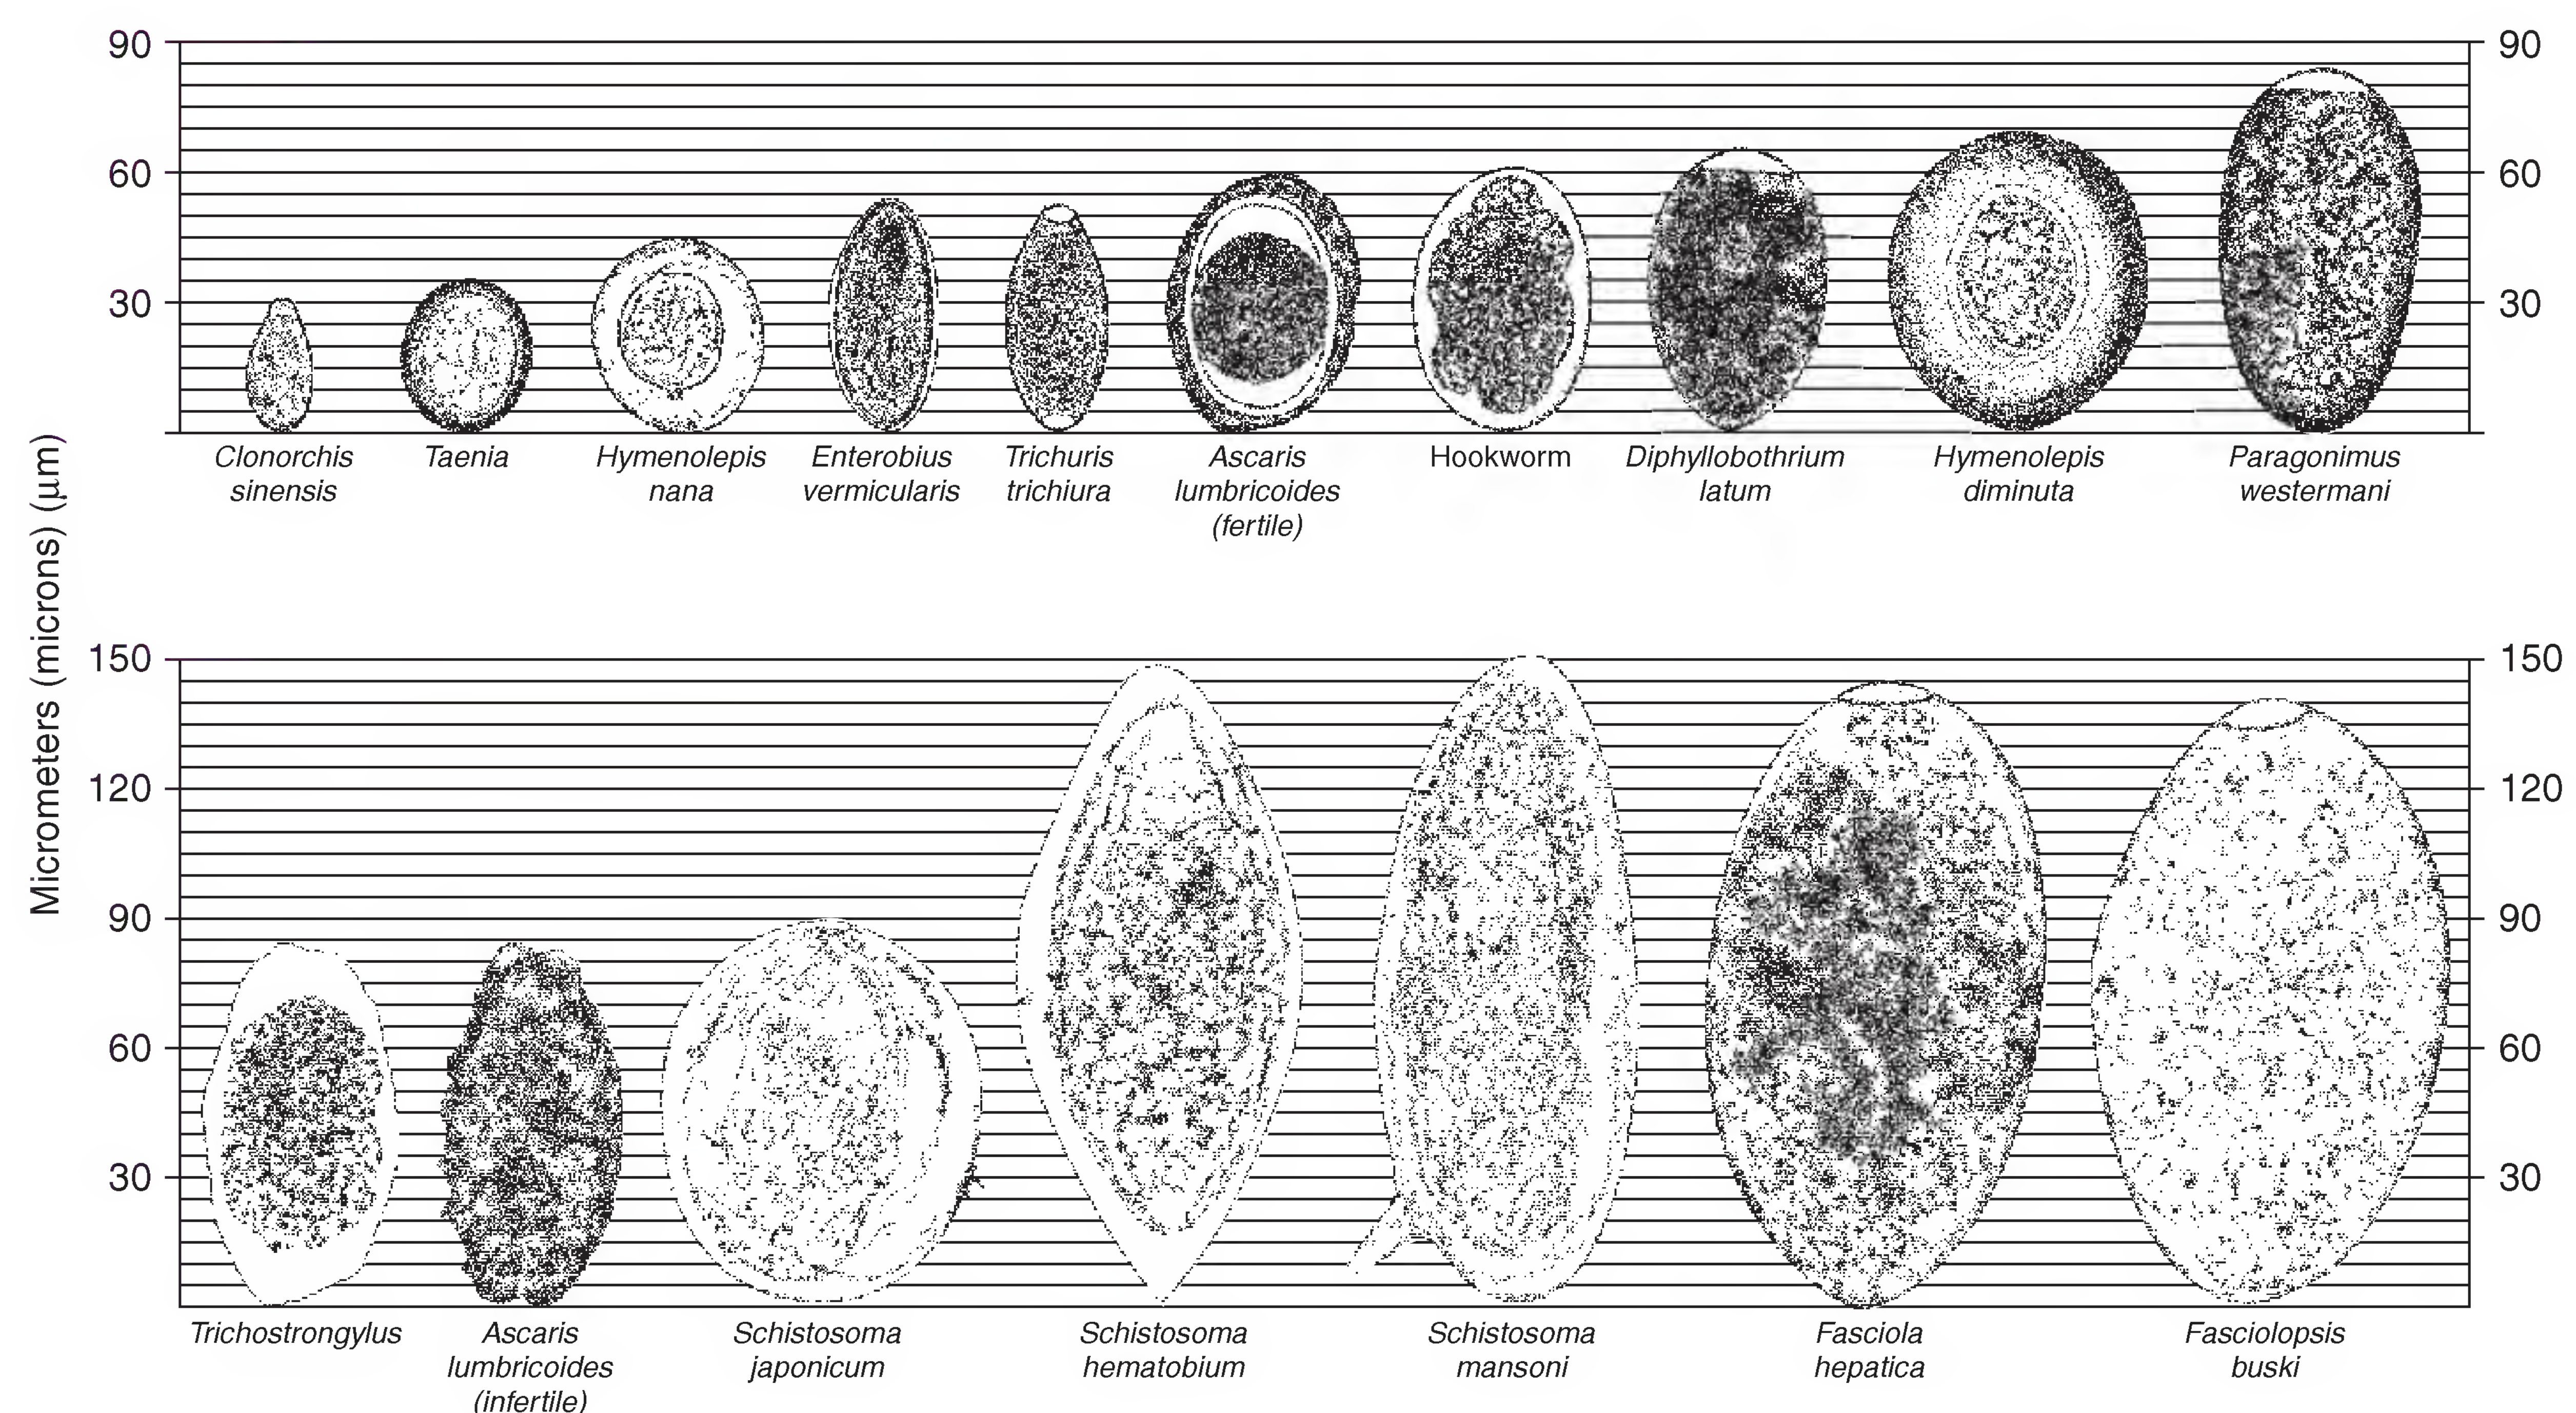 90
90
60
60
30
30
Clonorchis
sinensis
Taenia
Hymenolepis
nana
Enterobius
vermicularis
Trichuris
trichiura
Ascaris
lumbricoides
(fertile)
Hookworm
Diphyllobothrium
latum
Hymenolepis
diminuta
Paragonimus
westermani
Micrometers (microns) (μm)
150
150
120
120
90
90
60
60
30
30
Trichostrongylus
Ascaris
lumbricoides
(infertile)
Schistosoma
japonicum
Schistosoma
hematobium
Schistosoma
mansoni
Fasciola
hepatica
Fasciolopsis
buski